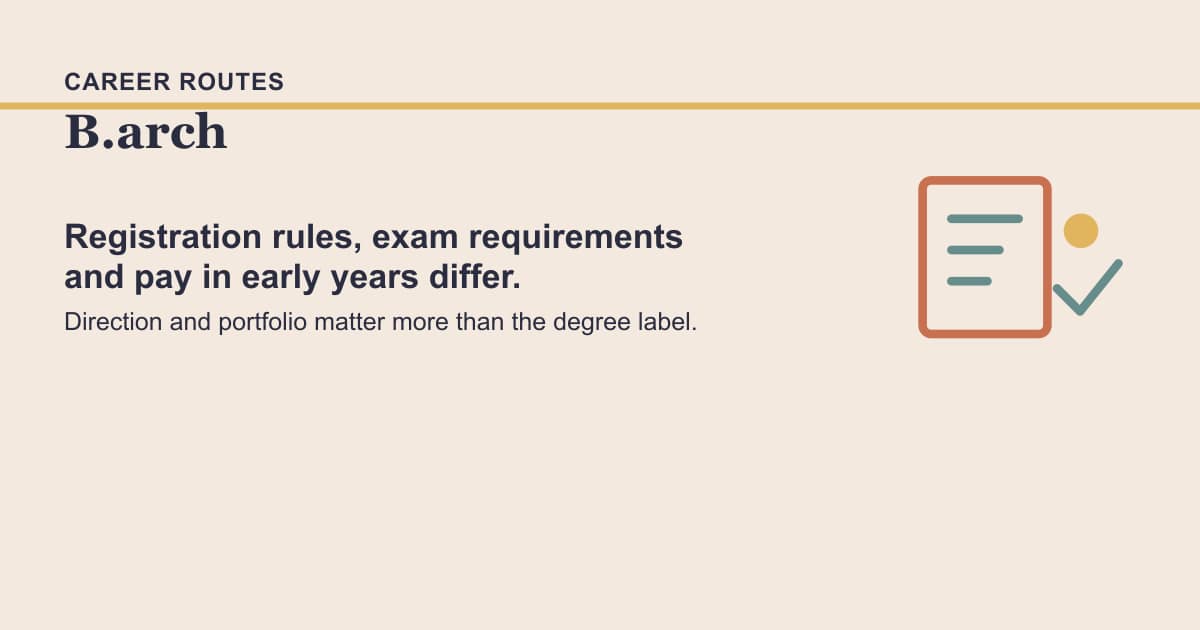 CAREER ROUTES
B.arch
Registration rules, exam requirements
and pay in early years differ.
Direction and portfolio matter more than the degree label.